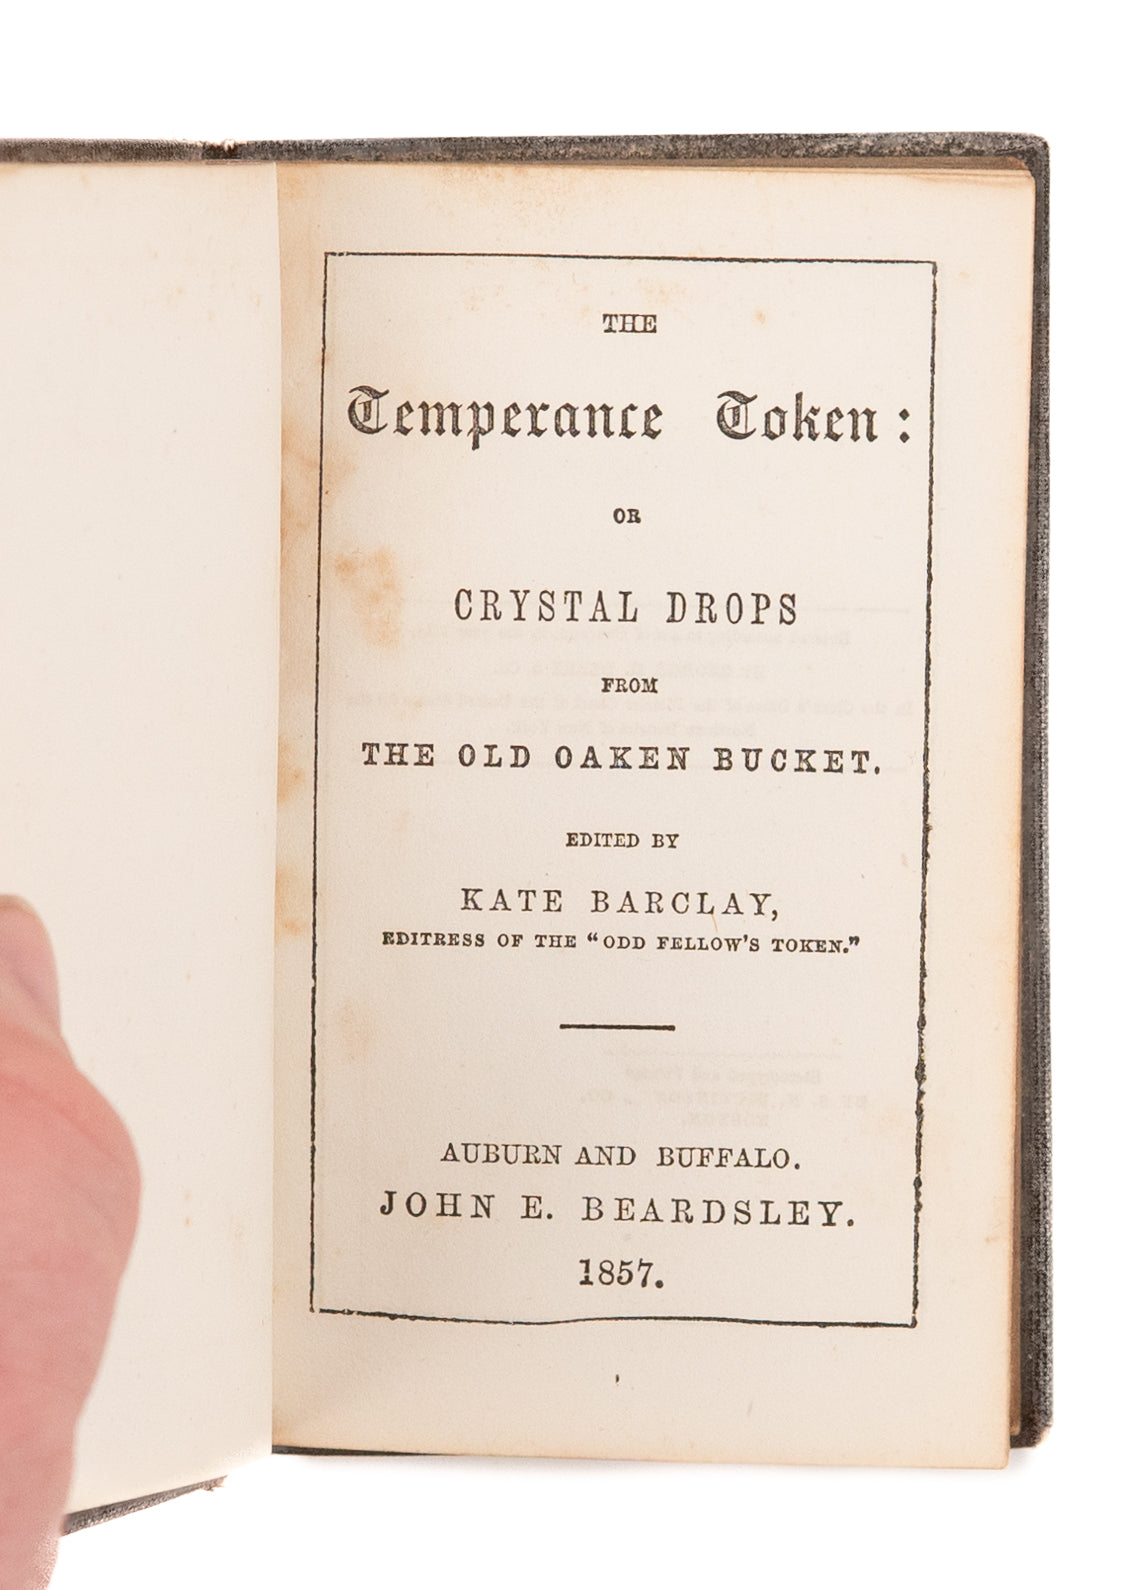 THE
Temperance Token:
OR
CRYSTAL DROPS
FROM
THE OLD OAKEN BUCKET.
EDITED BY
KATE BARCLAY,
EDITRESS OF THE "ODD FELLOW'S TOKEN."
AUBURN AND BUFFALO.
JOHN E. BEARDSLEY.
1857.